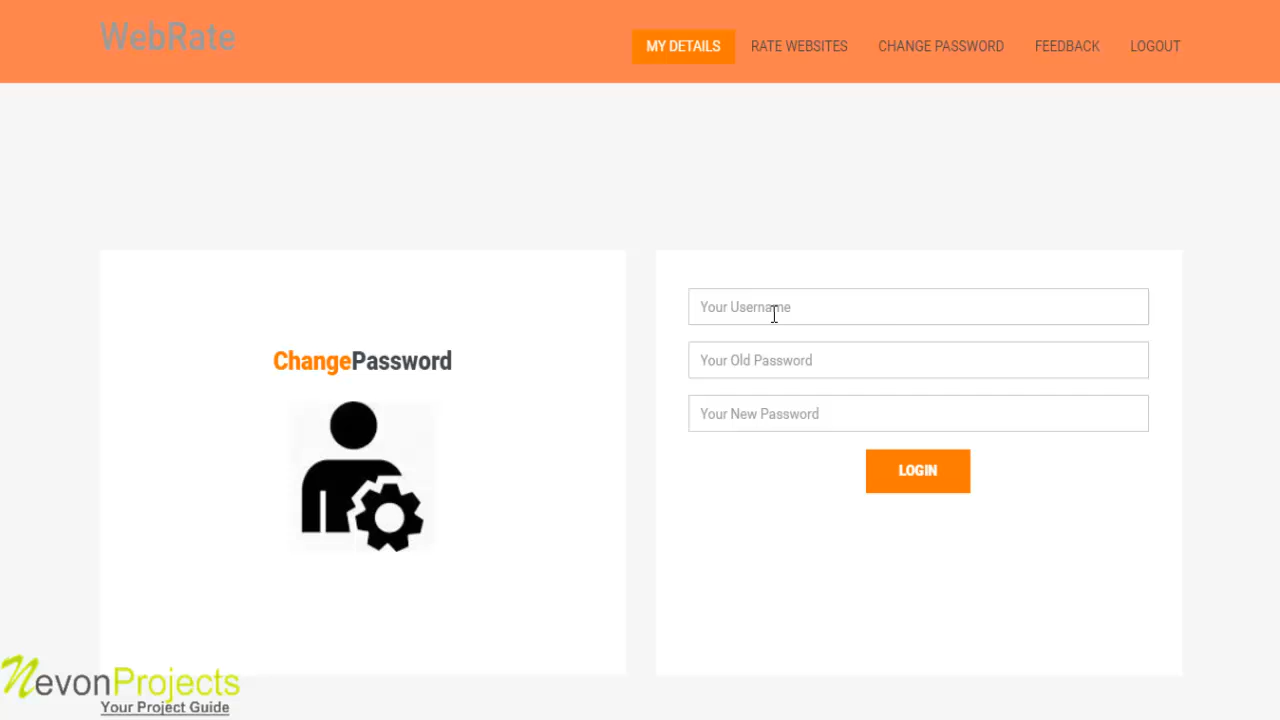 WebRate
MY DETAILS RATE WEBSITES CHANGE PASSWORD FEEDBACK LOGOUT
ChangePassword
Your Username
Your Old Password
Your New Password
LOGIN
NevonProjects
Your Project Guide